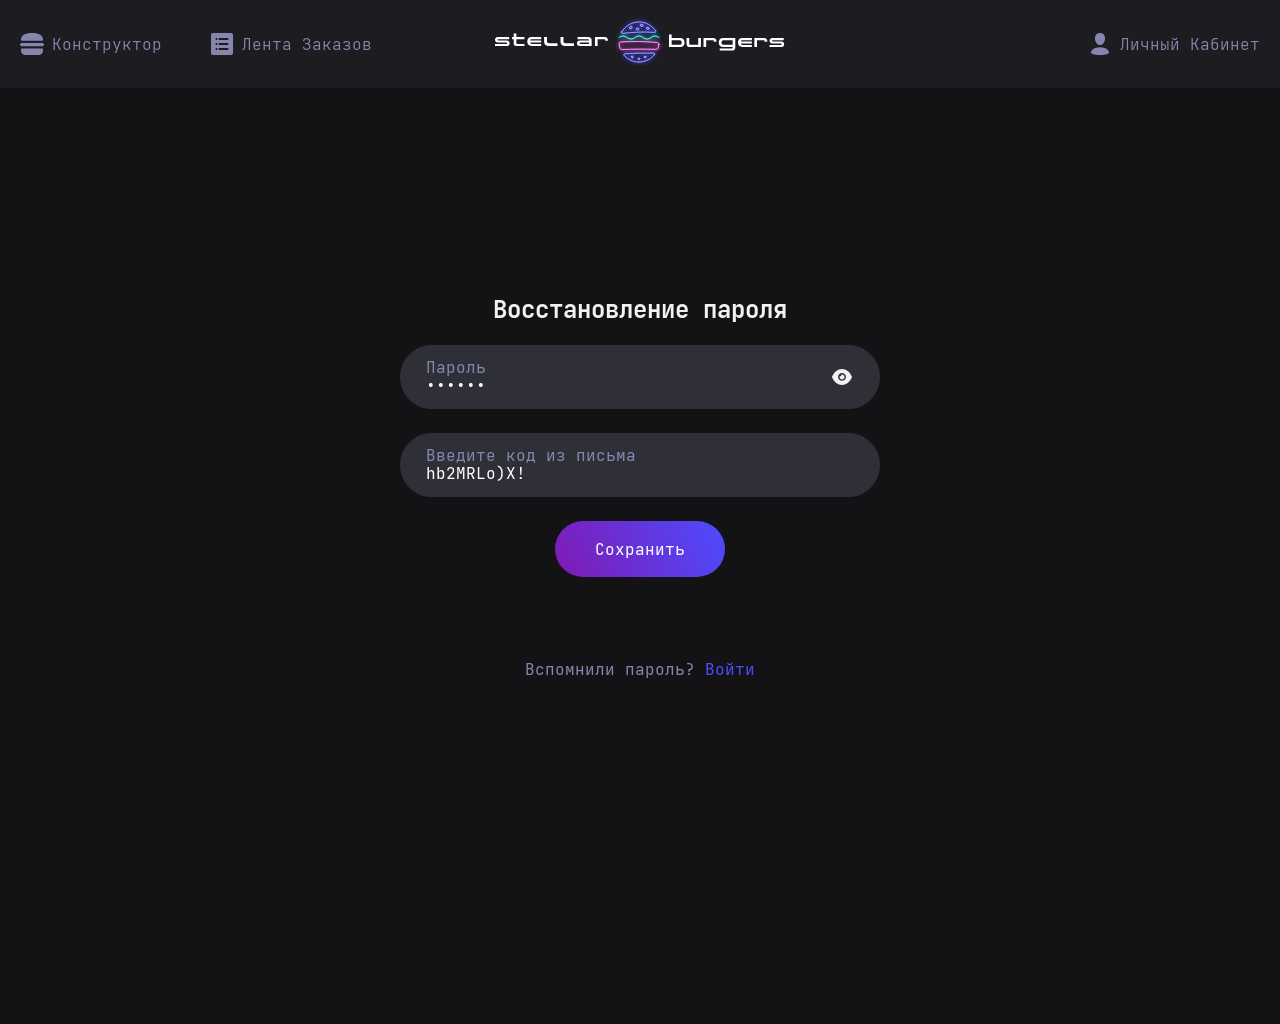 Конструктор
Лента Заказов
stellar burgers
Личный Кабинет
Восстановление пароля
Пароль
••••••
Введите код из письма
hb2MRLo)X!
Сохранить
Вспомнили пароль? Войти